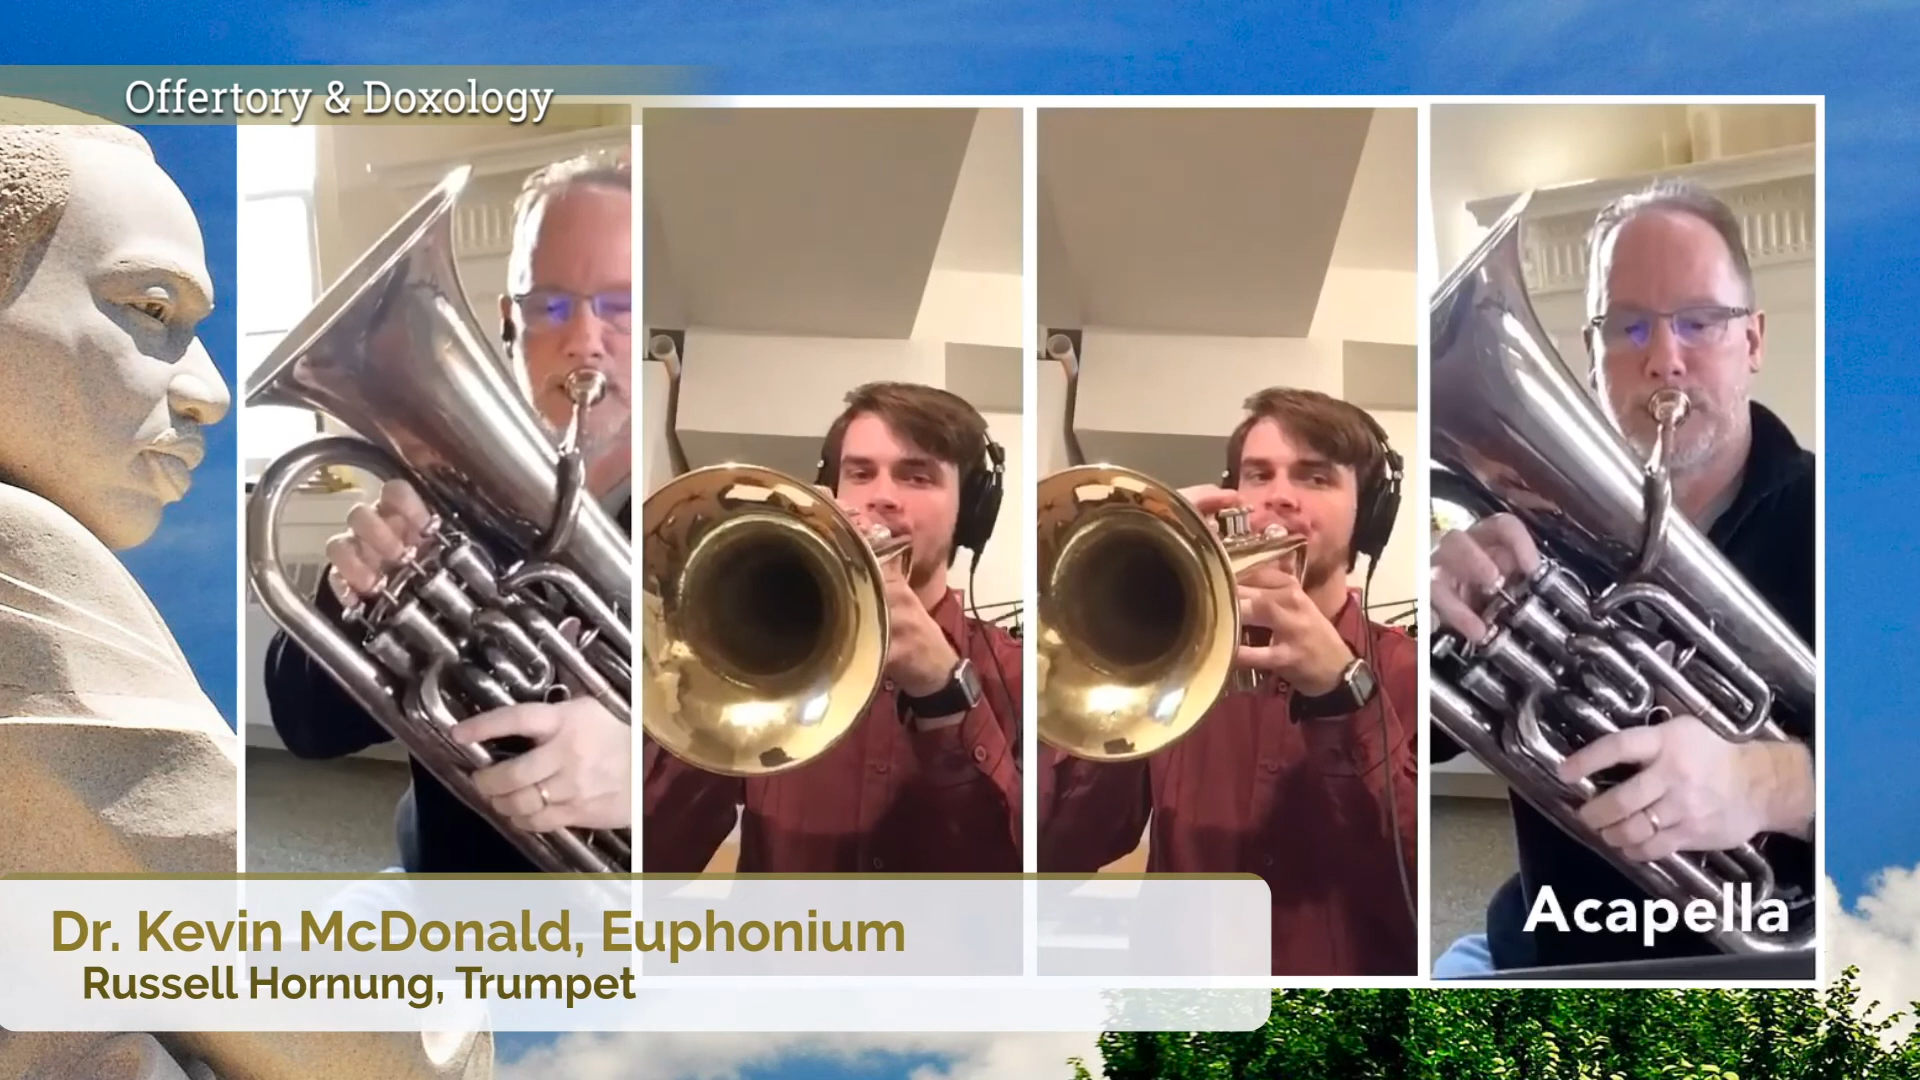 Offertory & Doxology
Acapella
Dr. Kevin McDonald, Euphonium
Russell Hornung, Trumpet